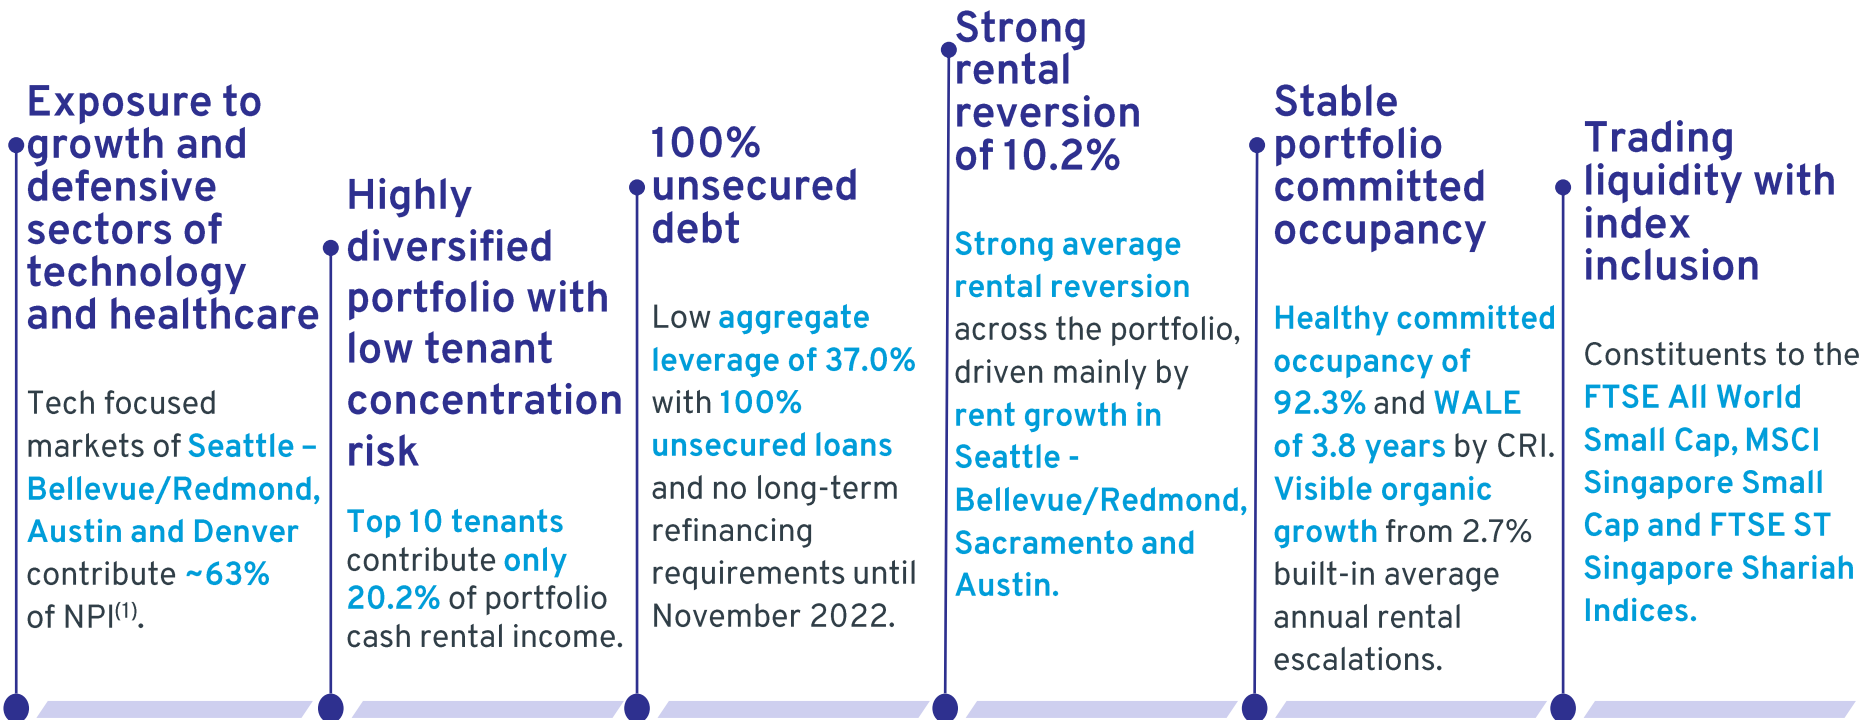 Exposure to
growth and
defensive
sectors of
technology
and healthcare
Tech focused
markets of Seattle –
Bellevue/Redmond,
Austin and Denver
contribute ~63%
of NPI(1).
Highly
diversified
portfolio with
low tenant
concentration
risk
Top 10 tenants
contribute only
20.2% of portfolio
cash rental income.
100%
unsecured
debt
Low aggregate
leverage of 37.0%
with 100%
unsecured loans
and no long-term
refinancing
requirements until
November 2022.
Strong
rental
reversion
of 10.2%
Strong average
rental reversion
across the portfolio,
driven mainly by
rent growth in
Seattle -
Bellevue/Redmond,
Sacramento and
Austin.
Stable
portfolio
committed
occupancy
Healthy committed
occupancy of
92.3% and WALE
of 3.8 years by CRI.
Visible organic
growth from 2.7%
built-in average
annual rental
escalations.
Trading
liquidity with
index
inclusion
Constituents to the
FTSE All World
Small Cap, MSCI
Singapore Small
Cap and FTSE ST
Singapore Shariah
Indices.